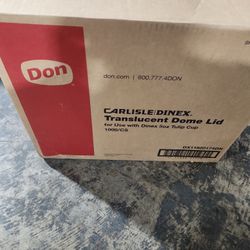 Don
don.com | 800.777.4DON
CARLISLE DINEX
Translucent Dome Lid
for Use with Dinex 5oz Tulip Cup
1000/CS